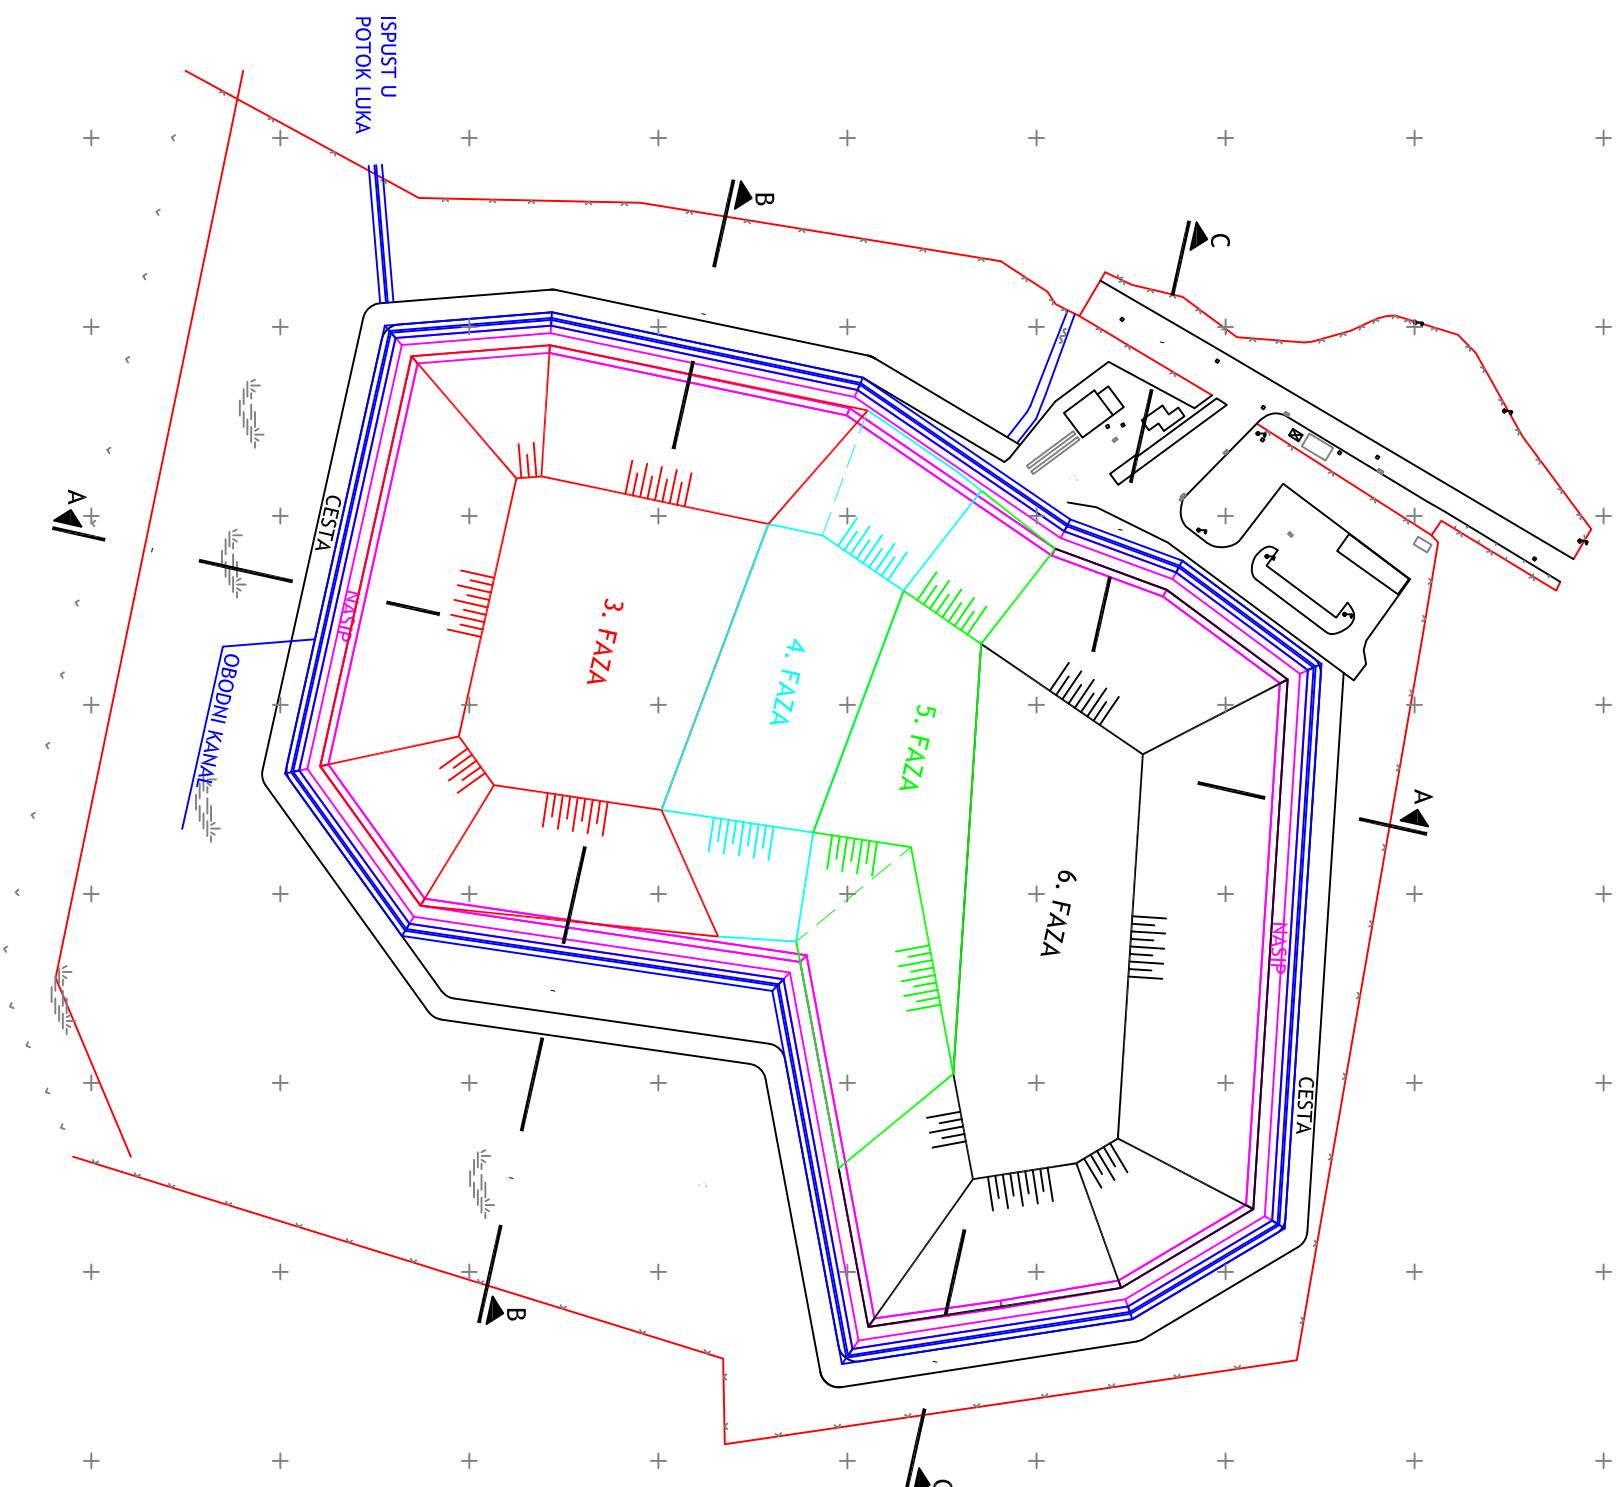 ISPUST U
POTOK LUKA
B
C
A
CESTA
NASIP
3. FAZA
4. FAZA
5. FAZA
OBODNI KANAL
A
6. FAZA
NASIP
CESTA
B
C